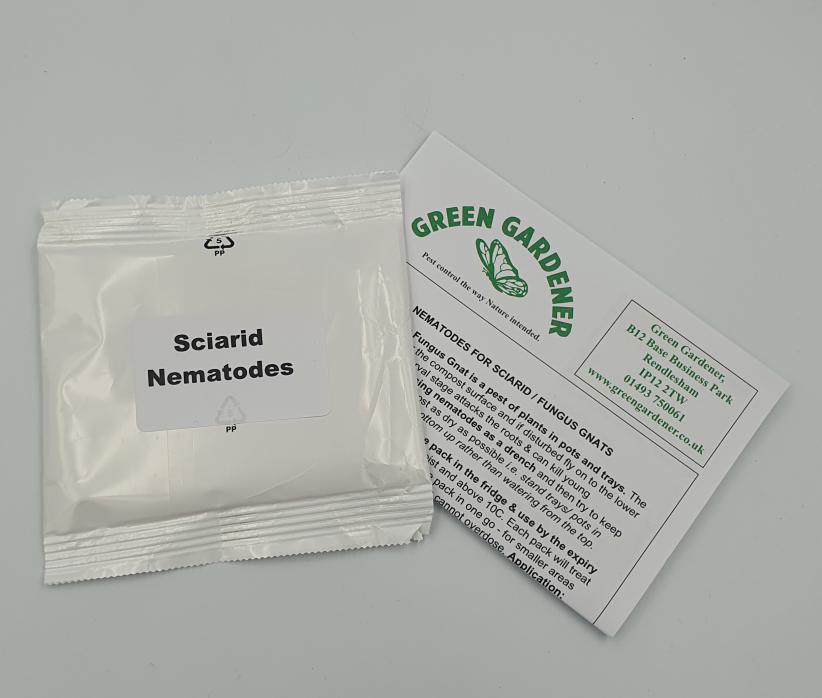 5
PP
Sciarid
Nematodes
PP
GREEN GARDENER
Pest control the way Nature intended.
Green Gardener,
B12 Base Business Park
Rendlesham
IP12 2TW
01493 750061
www.greengardener.co.uk
NEMATODES FOR SCIARID / FUNGUS GNATS
Fungus Gnat is a pest of plants in pots and trays. The
the compost surface and if disturbed fly on to the lower
stage attacks the roots & can kill young
nematodes as a drench and then try to keep
as dry as possible i.e. stand trays/pots in
bottom up rather than watering from the top.
pack in the fridge & use by the expiry
and above 10C. Each pack will treat
pack in one go - for smaller areas
cannot overdose. Application: